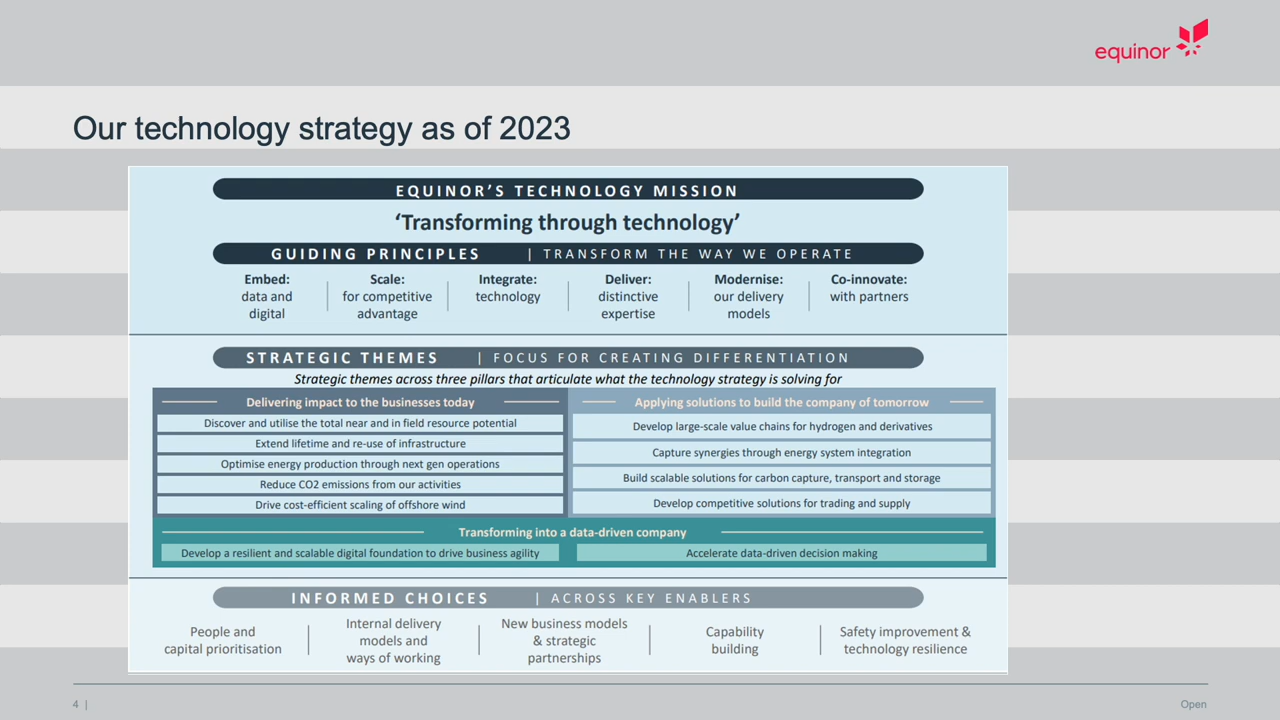 equinor
Our technology strategy as of 2023
EQUINOR'S TECHNOLOGY MISSION
'Transforming through technology'
GUIDING PRINCIPLES | TRANSFORM THE WAY WE OPERATE
Embed:
data and
digital
Scale:
for competitive
advantage
Integrate:
technology
Deliver:
distinctive
expertise
Modernise:
our delivery
models
Co-innovate:
with partners
STRATEGIC THEMES | FOCUS FOR CREATING DIFFERENTIATION
Strategic themes across three pillars that articulate what the technology strategy is solving for
Delivering impact to the businesses today
Discover and utilise the total near and in field resource potential
Extend lifetime and re-use of infrastructure
Optimise energy production through next gen operations
Reduce CO2 emissions from our activities
Drive cost-efficient scaling of offshore wind
Applying solutions to build the company of tomorrow
Develop large-scale value chains for hydrogen and derivatives
Capture synergies through energy system integration
Build scalable solutions for carbon capture, transport and storage
Develop competitive solutions for trading and supply
Transforming into a data-driven company
Develop a resilient and scalable digital foundation to drive business agility
Accelerate data-driven decision making
INFORMED CHOICES | ACROSS KEY ENABLERS
People and
capital prioritisation
Internal delivery
models and
ways of working
New business models
& strategic
partnerships
Capability
building
Safety improvement &
technology resilience
4 |
Open